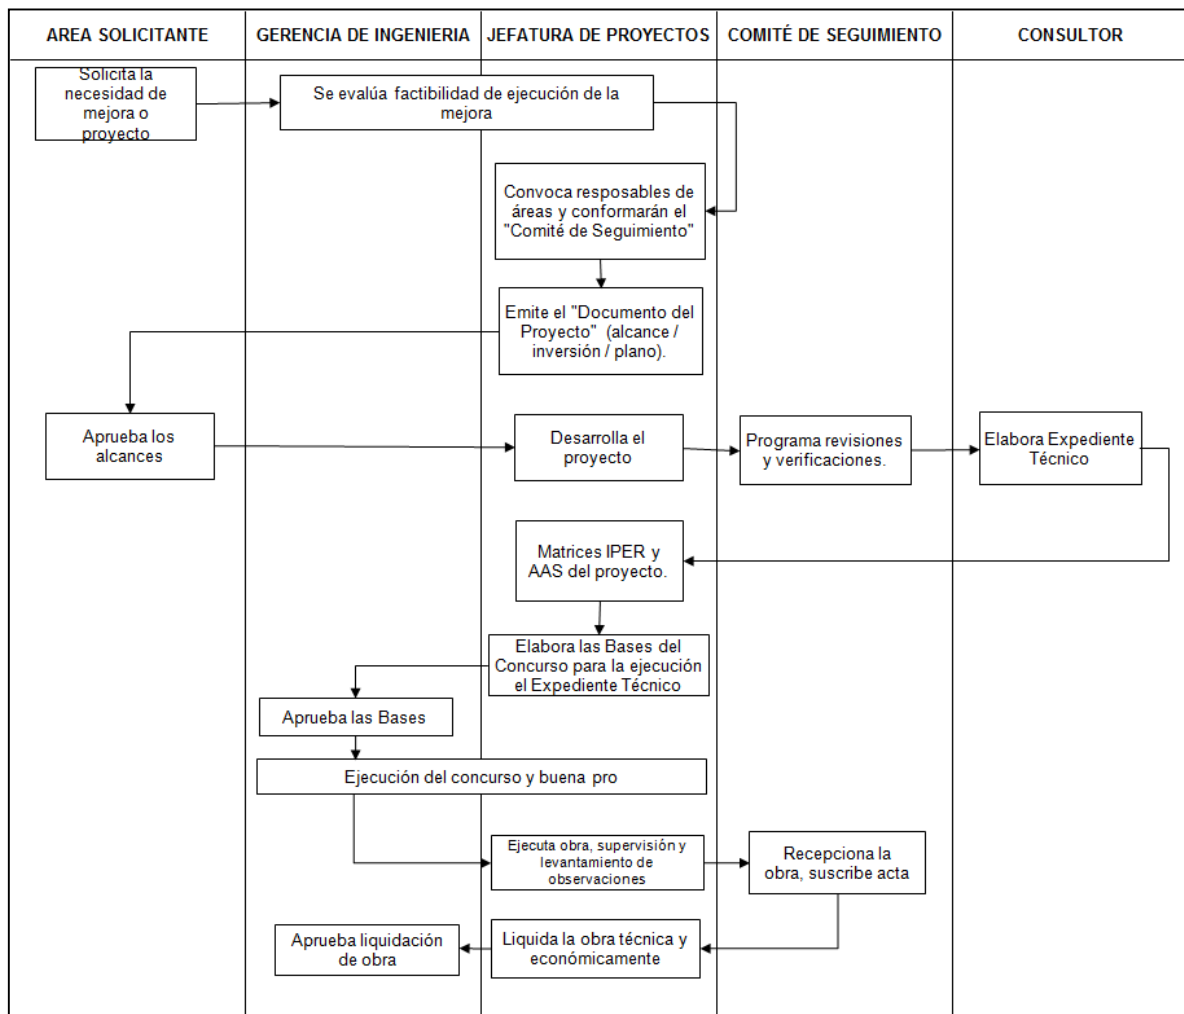 AREA SOLICITANTE
GERENCIA DE INGENIERIA
JEFATURA DE PROYECTOS
COMITÉ DE SEGUIMIENTO
CONSULTOR
Solicita la
necesidad de
mejora o
proyecto
Se evalúa factibilidad de ejecución de la
mejora
Convoca resposables de
áreas y conformarán el
"Comité de Seguimiento"
Emite el "Documento del
Proyecto" (alcance /
inversión / plano).
Aprueba los
alcances
Desarrolla el
proyecto
Programa revisiones
y verificaciones.
Elabora Expediente
Técnico
Matrices IPER y
AAS del proyecto.
Elabora las Bases del
Concurso para la ejecución
el Expediente Técnico
Aprueba las Bases
Ejecución del concurso y buena pro
Ejecuta obra, supervisión y
levantamiento de
observaciones
Recepciona la
obra, suscribe acta
Aprueba liquidación
de obra
Liquida la obra técnica y
económicamente